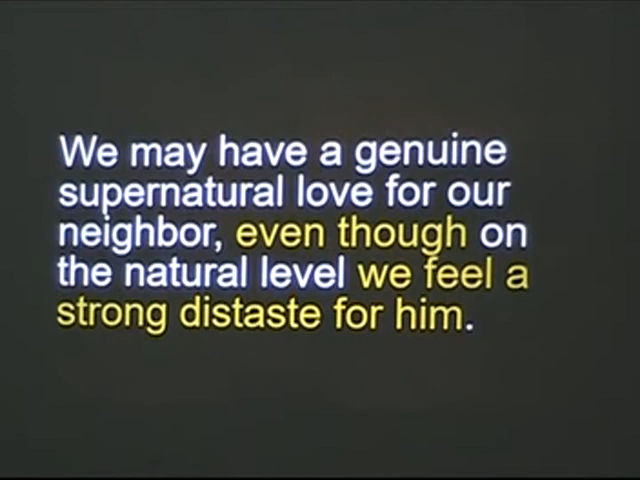 We may have a genuine
supernatural love for our
neighbor, even though on
the natural level we feel a
strong distaste for him.